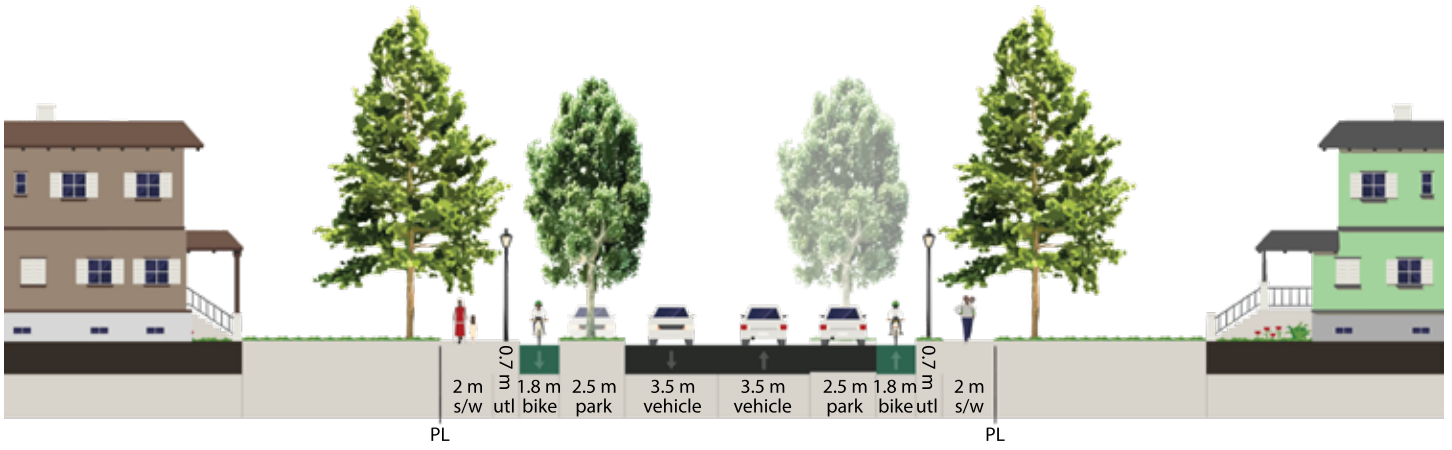 0.7 m
0.7 m
2 m
1.8 m
2.5 m
3.5 m
3.5 m
2.5 m
1.8 m
2 m
s/w
utl
bike
park
vehicle
vehicle
park
bike
utl
s/w
PL
PL